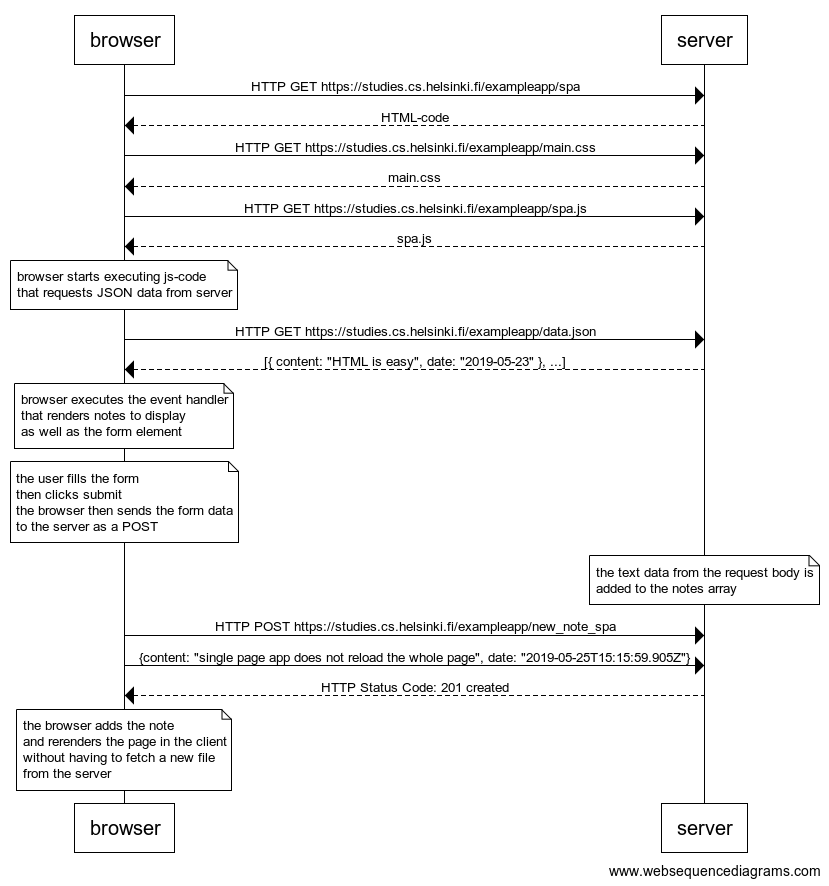 browser
server
HTTP GET https://studies.cs.helsinki.fi/exampleapp/spa
HTML-code
HTTP GET https://studies.cs.helsinki.fi/exampleapp/main.css
main.css
HTTP GET https://studies.cs.helsinki.fi/exampleapp/spa.js
spa.js
browser starts executing js-code
that requests JSON data from server
HTTP GET https://studies.cs.helsinki.fi/exampleapp/data.json
[{ content: "HTML is easy", date: "2019-05-23" }, ...]
browser executes the event handler
that renders notes to display
as well as the form element
the user fills the form
then clicks submit
the browser then sends the form data
to the server as a POST
the text data from the request body is
added to the notes array
HTTP POST https://studies.cs.helsinki.fi/exampleapp/new_note_spa
{content: "single page app does not reload the whole page", date: "2019-05-25T15:15:59.905Z"}
HTTP Status Code: 201 created
the browser adds the note
and rerenders the page in the client
without having to fetch a new file
from the server
browser
server
www.websequencediagrams.com